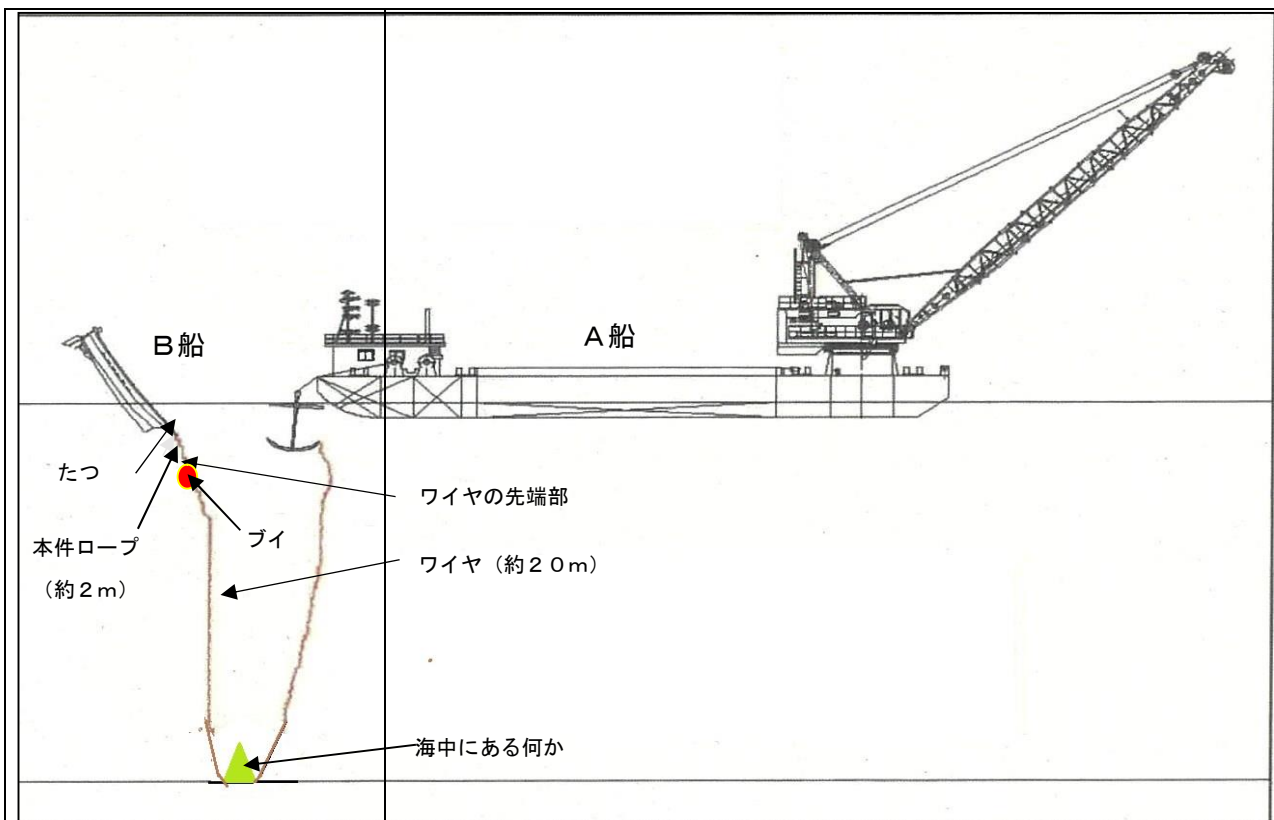 A船
B船
たつ
ワイヤの先端部
本件ロープ
(約2m)
ブイ
ワイヤ(約20m)
海中にある何か